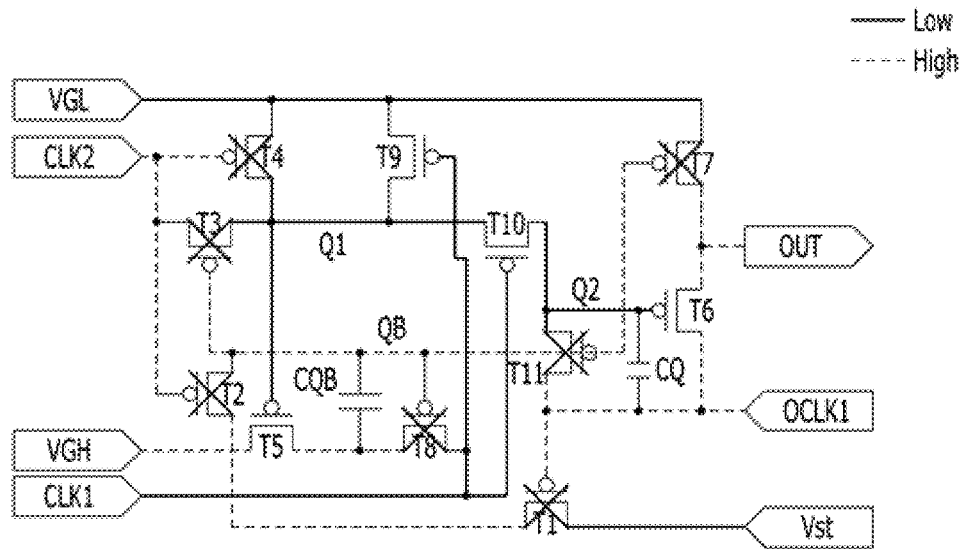 Low
High
VGL
CLK2
T4
T9
T7
T3
T10
OUT
Q1
Q2
T6
QB
T11
CQ
CQB
T2
OCLK1
VGH
T5
T8
CLK1
T1
Vst